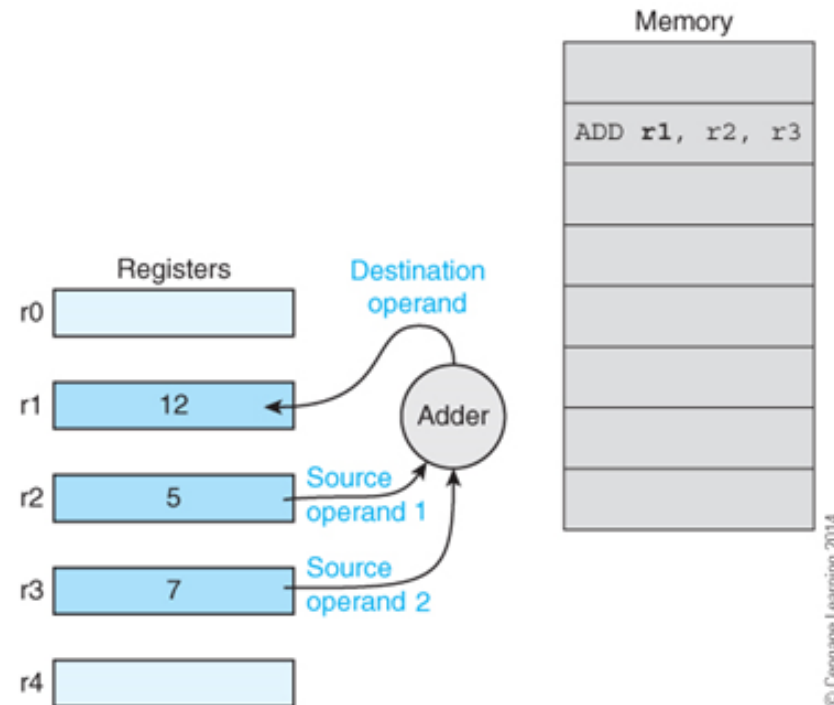 Memory
ADD r1, r2, r3
Registers
Destination
operand
r0
r1
12
Adder
r2
5
Source
operand 1
r3
7
Source
operand 2
r4
© Cengage Learning 2014